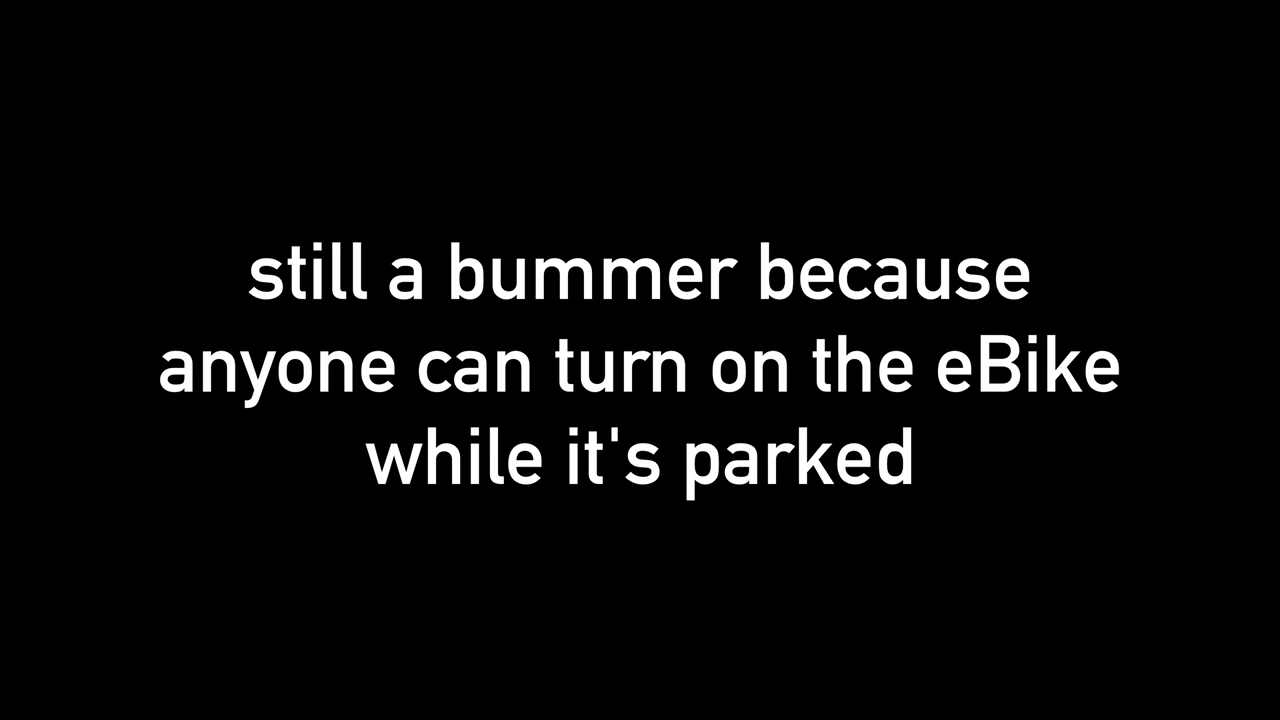 still a bummer because
anyone can turn on the eBike
while it's parked